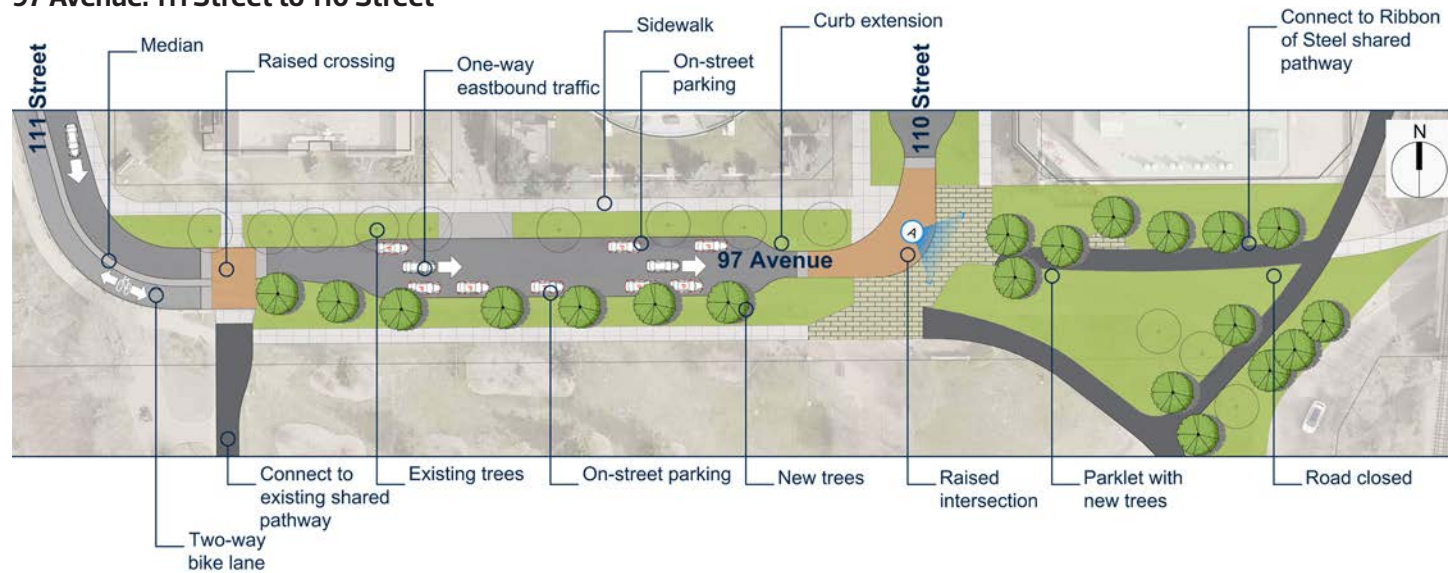 97 Avenue: 111 Street to 110 Street
Median
Raised crossing
One-way
eastbound traffic
Sidewalk
On-street
parking
Curb extension
Connect to Ribbon
of Steel shared
pathway
111 Street
110 Street
N
A
97 Avenue
Connect to
existing shared
pathway
Existing trees
On-street parking
New trees
Raised
intersection
Parklet with
new trees
Road closed
Two-way
bike lane